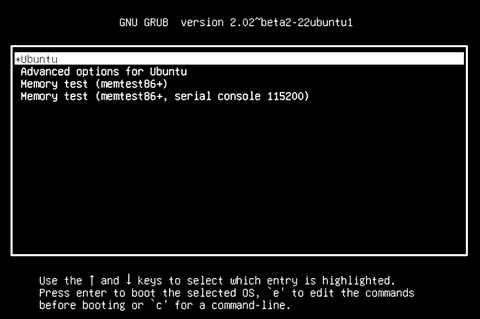 GNU GRUB  version 2.02~beta2-22ubuntu1
*Ubuntu
Advanced options for Ubuntu
Memory test (memtest86+)
Memory test (memtest86+, serial console 115200)
Use the ↑ and ↓ keys to select which entry is highlighted.
Press enter to boot the selected OS, `e' to edit the commands
before booting or `c' for a command-line.